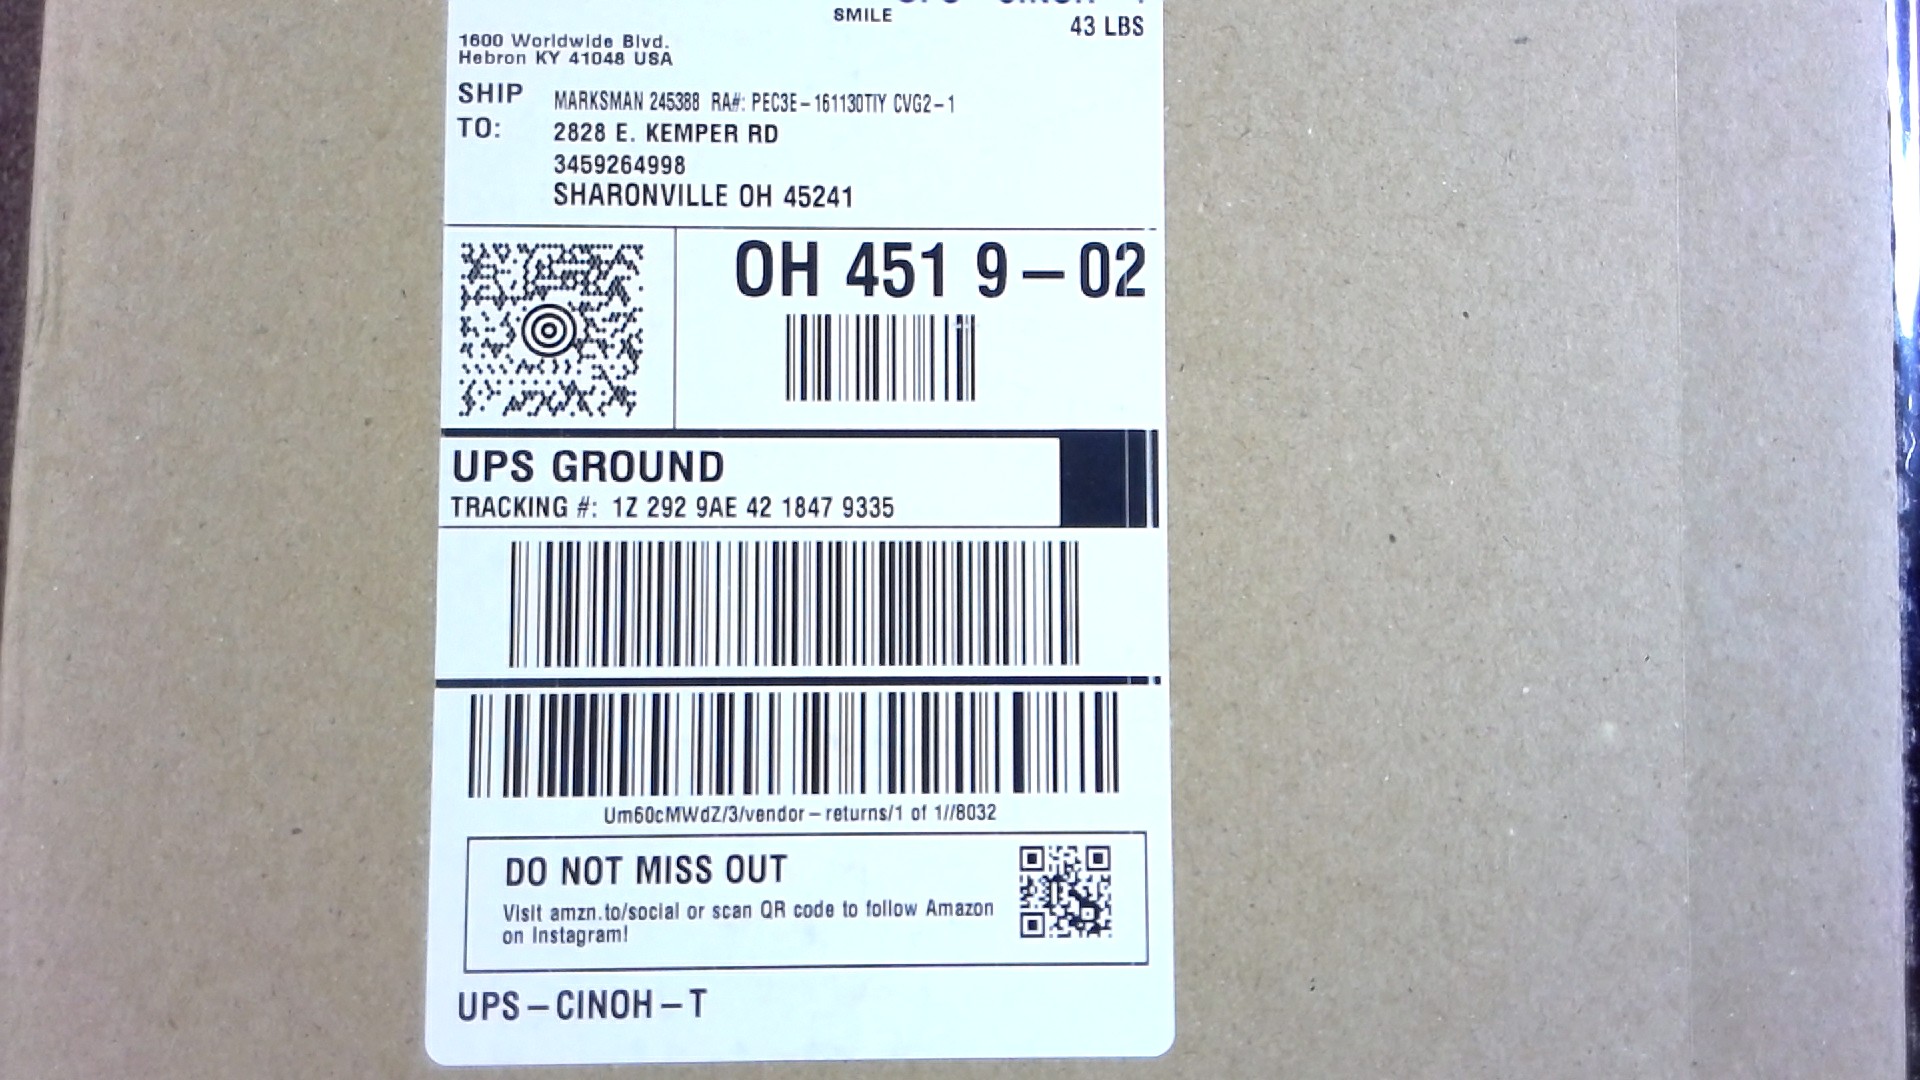 SMILE
43 LBS
1600 Worldwide Blvd.
Hebron KY 41048 USA
SHIP
TO:
MARKSMAN 245388 RA#: PEC3E-161130TIY CVG2-1
2828 E. KEMPER RD
3459264998
SHARONVILLE OH 45241
OH 451 9-02
UPS GROUND
TRACKING #: 1Z 292 9AE 42 1847 9335
Um60cMWdZ/3/vendor-returns/1 of 1//8032
DO NOT MISS OUT
Visit amzn.to/social or scan QR code to follow Amazon
on Instagram!
UPS-CINOH-T